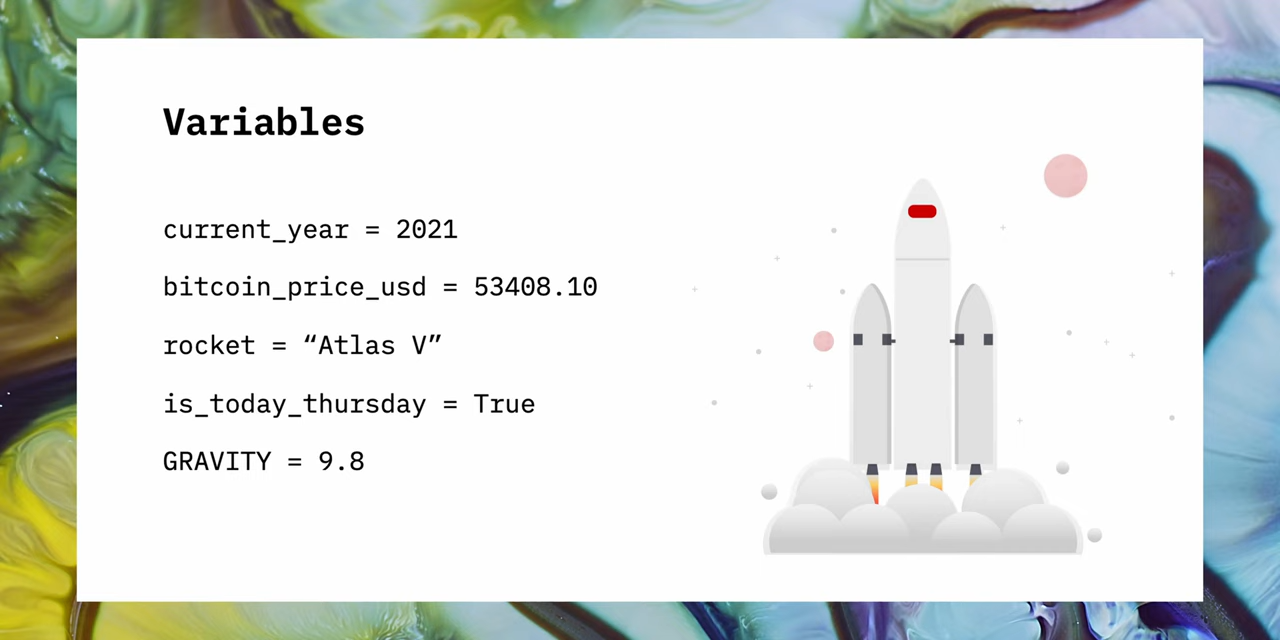 Variables
current_year = 2021
bitcoin_price_usd = 53408.10
rocket = “Atlas V”
is_today_thursday = True
GRAVITY = 9.8